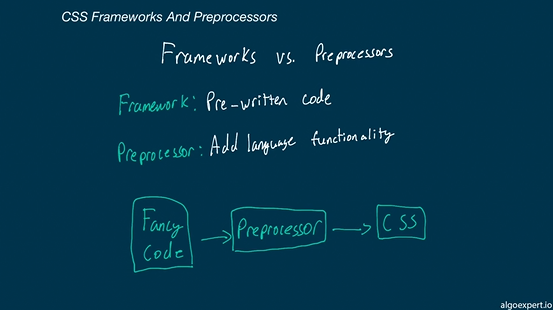 CSS Frameworks And Preprocessors
Frameworks vs. Preprocessors
Framework: Pre-written code
Preprocessor: Add language functionality
Fancy
Code
Preprocessor
CSS
algoexpert.io